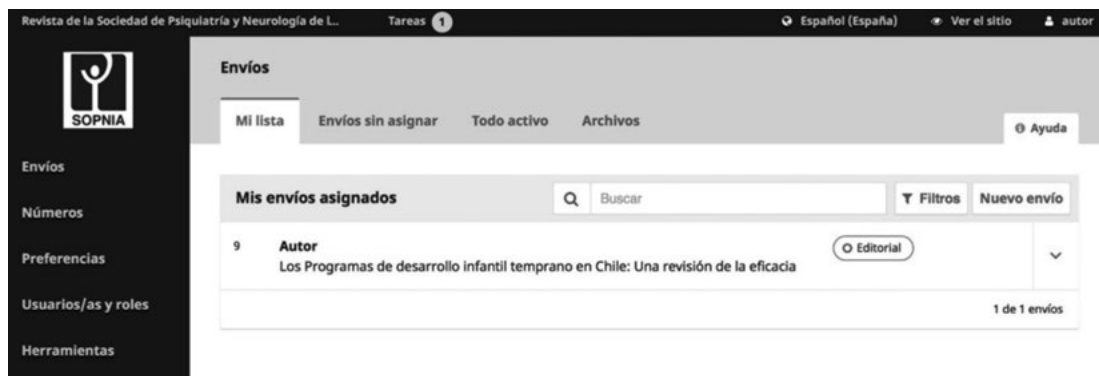 Revista de la Sociedad de Psiquiatría y Neurología de l... Tareas 1 Español (España) Ver el sitio autor
SOPNIA
Envíos
Números
Preferencias
Usuarios/as y roles
Herramientas
Envíos
Mi lista Envíos sin asignar Todo activo Archivos Ayuda
Mis envíos asignados Buscar Filtros Nuevo envío
9 Autor Editorial
Los Programas de desarrollo infantil temprano en Chile: Una revisión de la eficacia
1 de 1 envíos